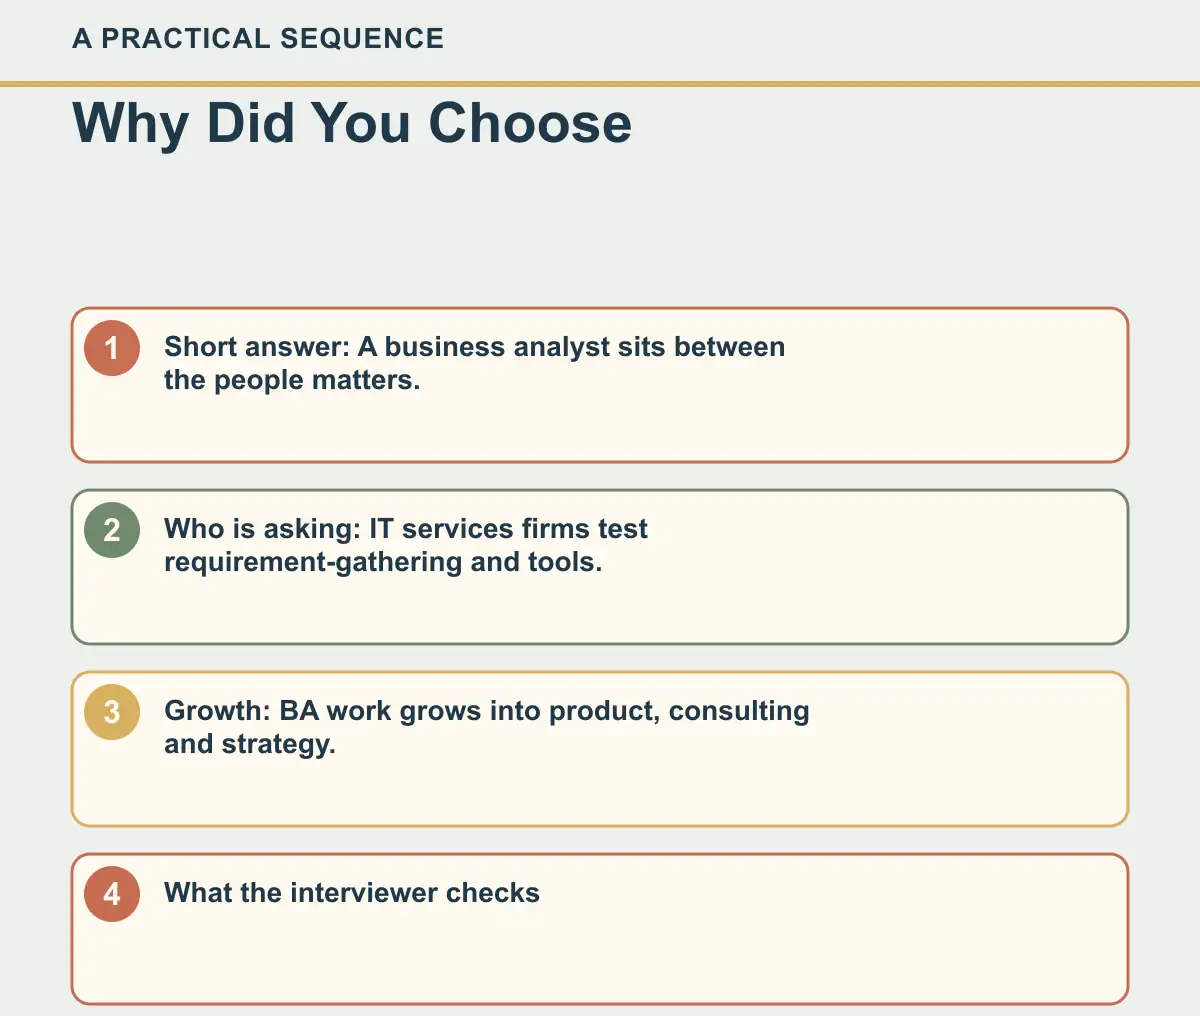 A PRACTICAL SEQUENCE
Why Did You Choose
1
Short answer: A business analyst sits between
the people matters.
2
Who is asking: IT services firms test
requirement-gathering and tools.
3
Growth: BA work grows into product, consulting
and strategy.
4
What the interviewer checks